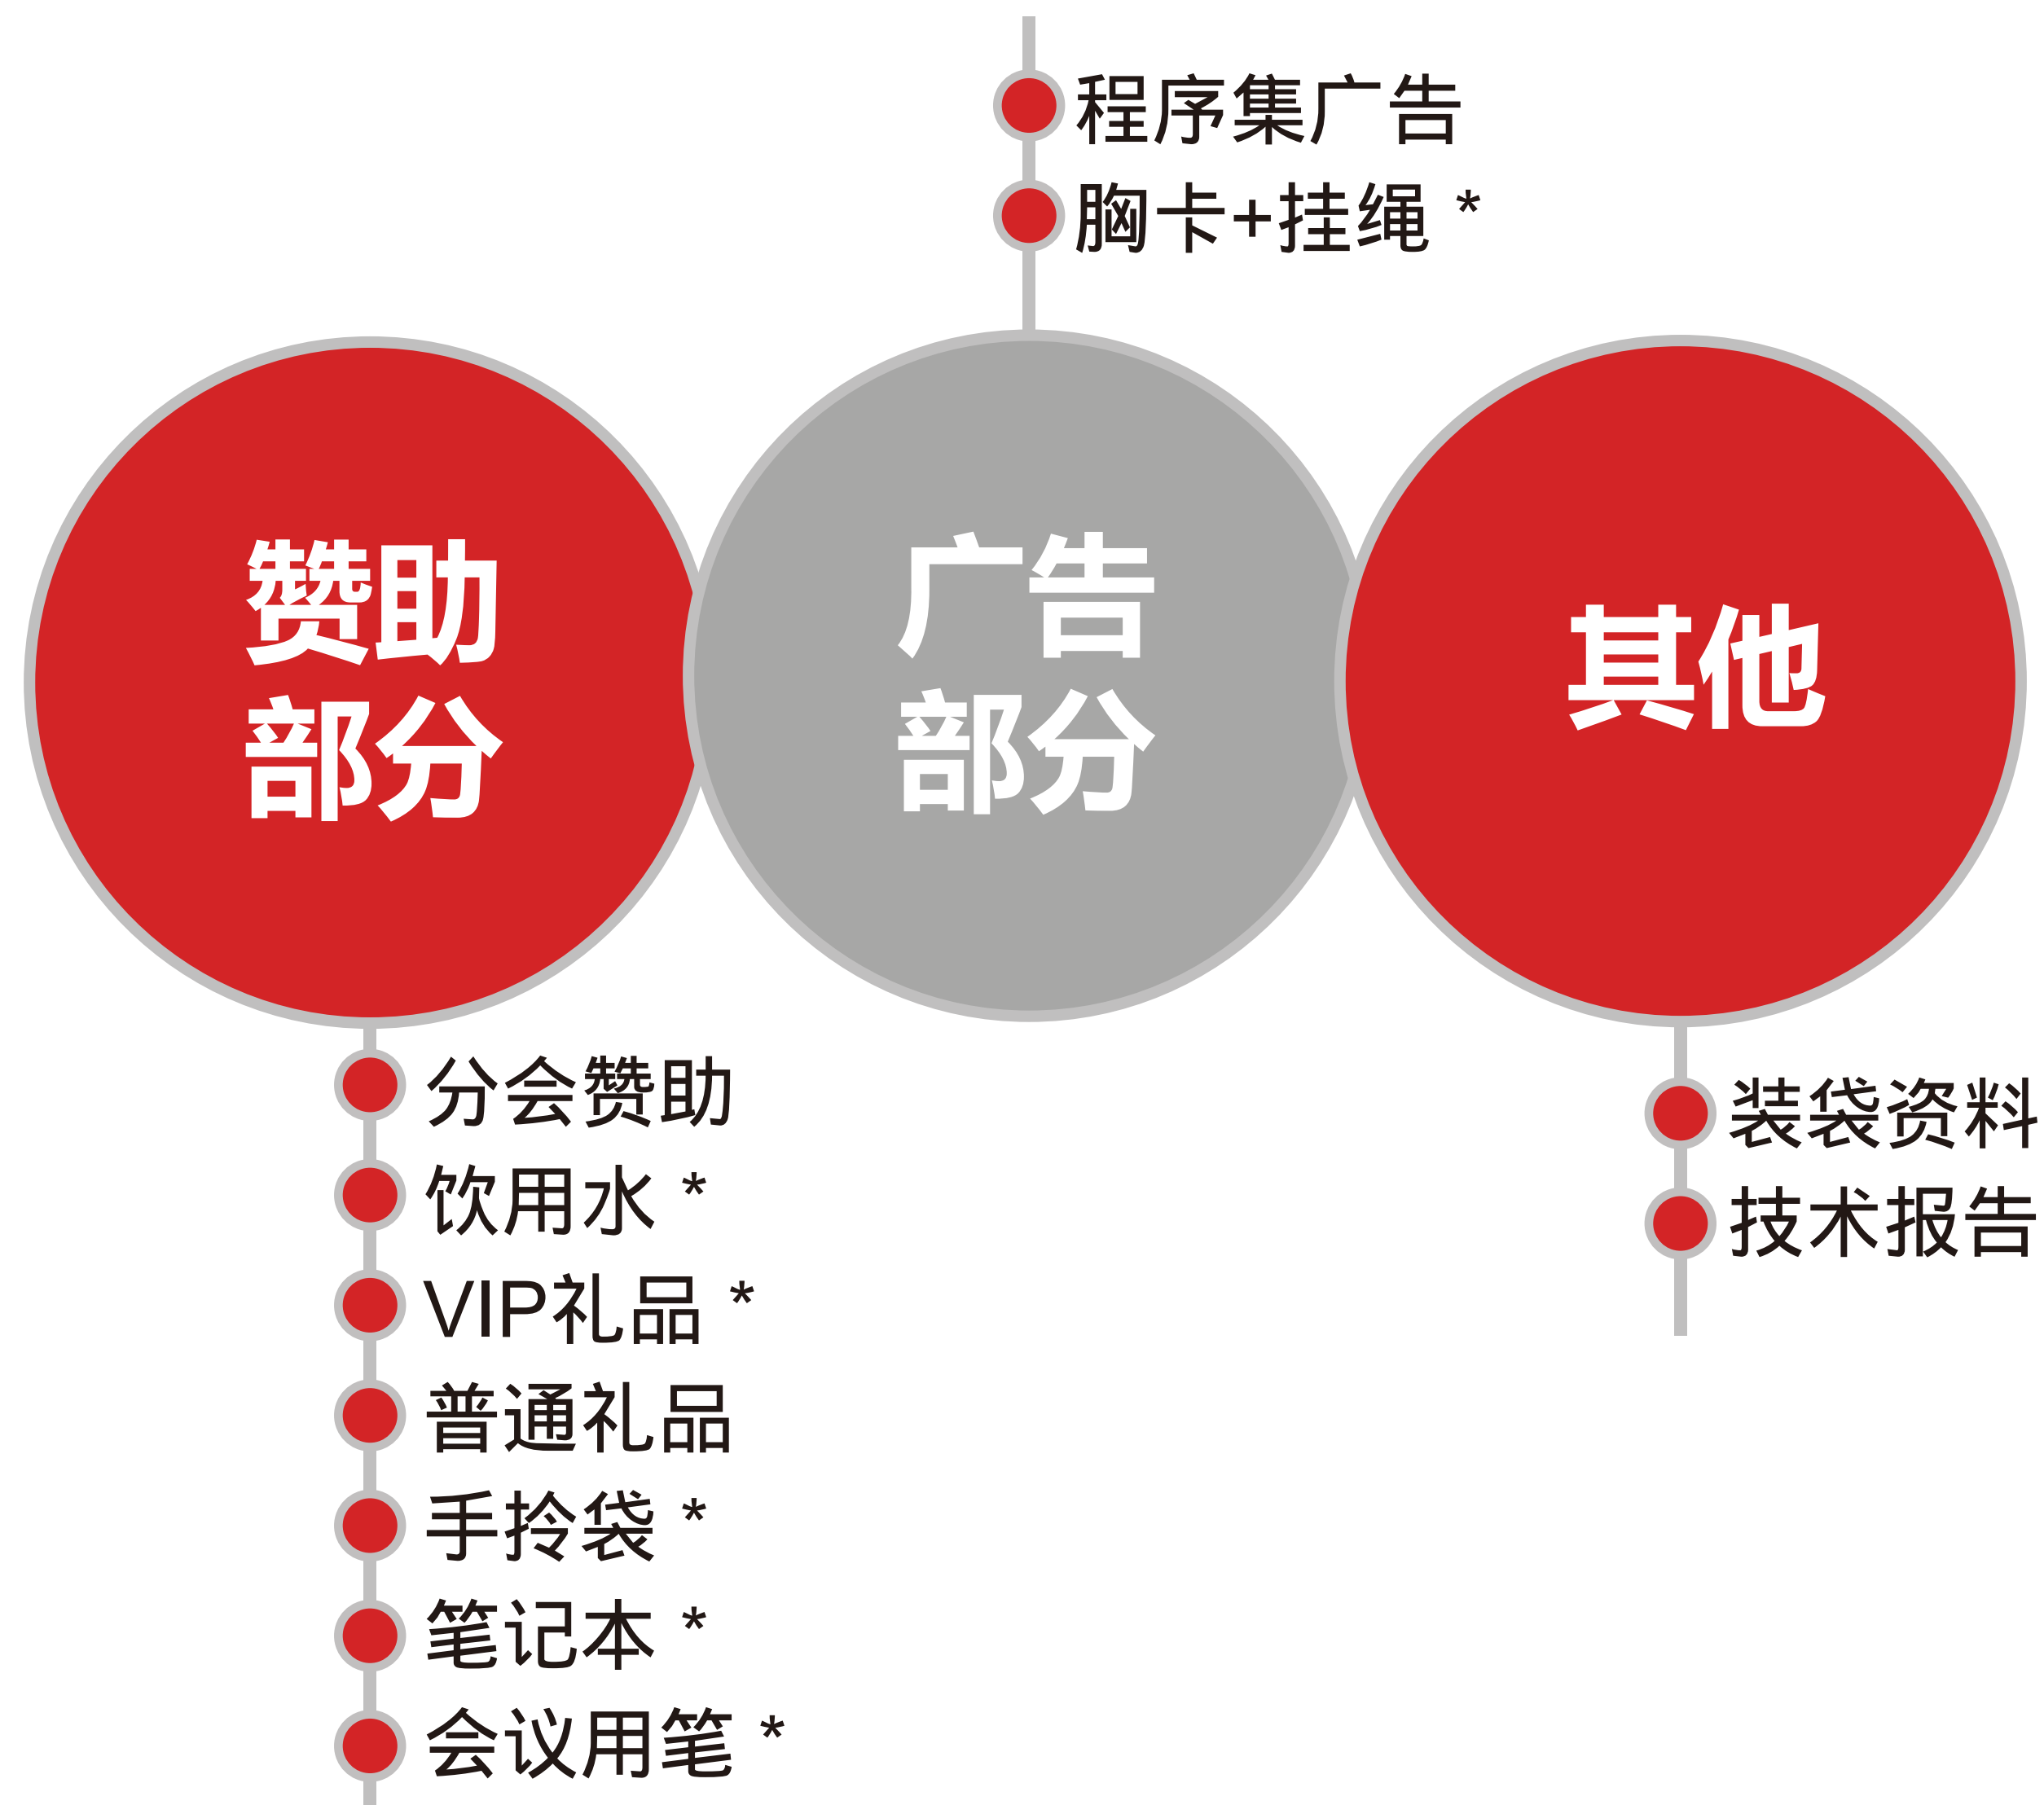 程序集广告
胸卡+挂绳 *
赞助
部分
广告
部分
其他
分会赞助
饮用水 *
VIP礼品 *
普通礼品
手拎袋 *
笔记本 *
会议用笔 *
装袋资料
技术报告